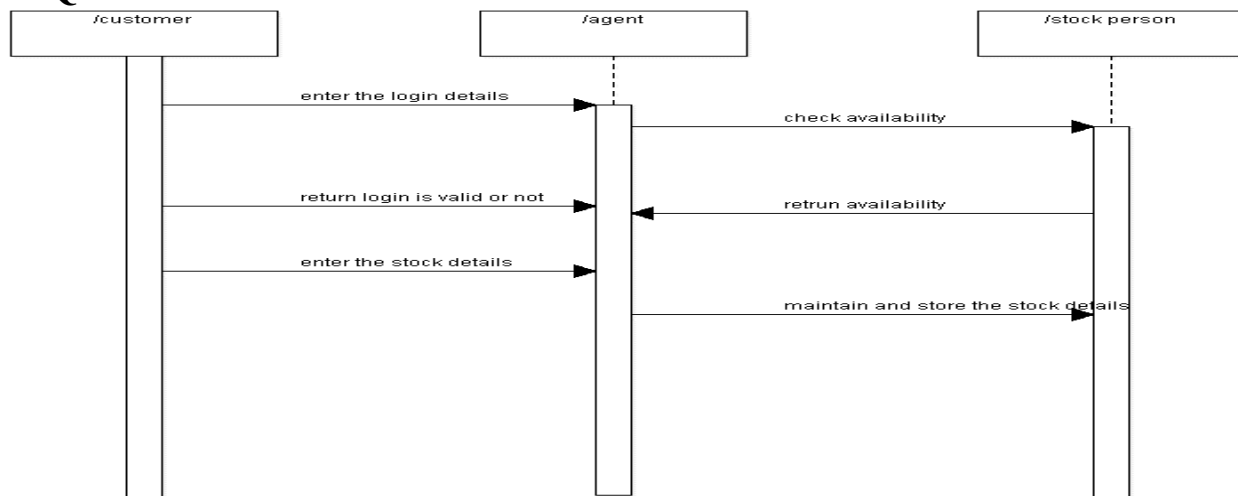 /customer
/agent
/stock person
enter the login details
check availability
return login is valid or not
retrun availability
enter the stock details
maintain and store the stock details